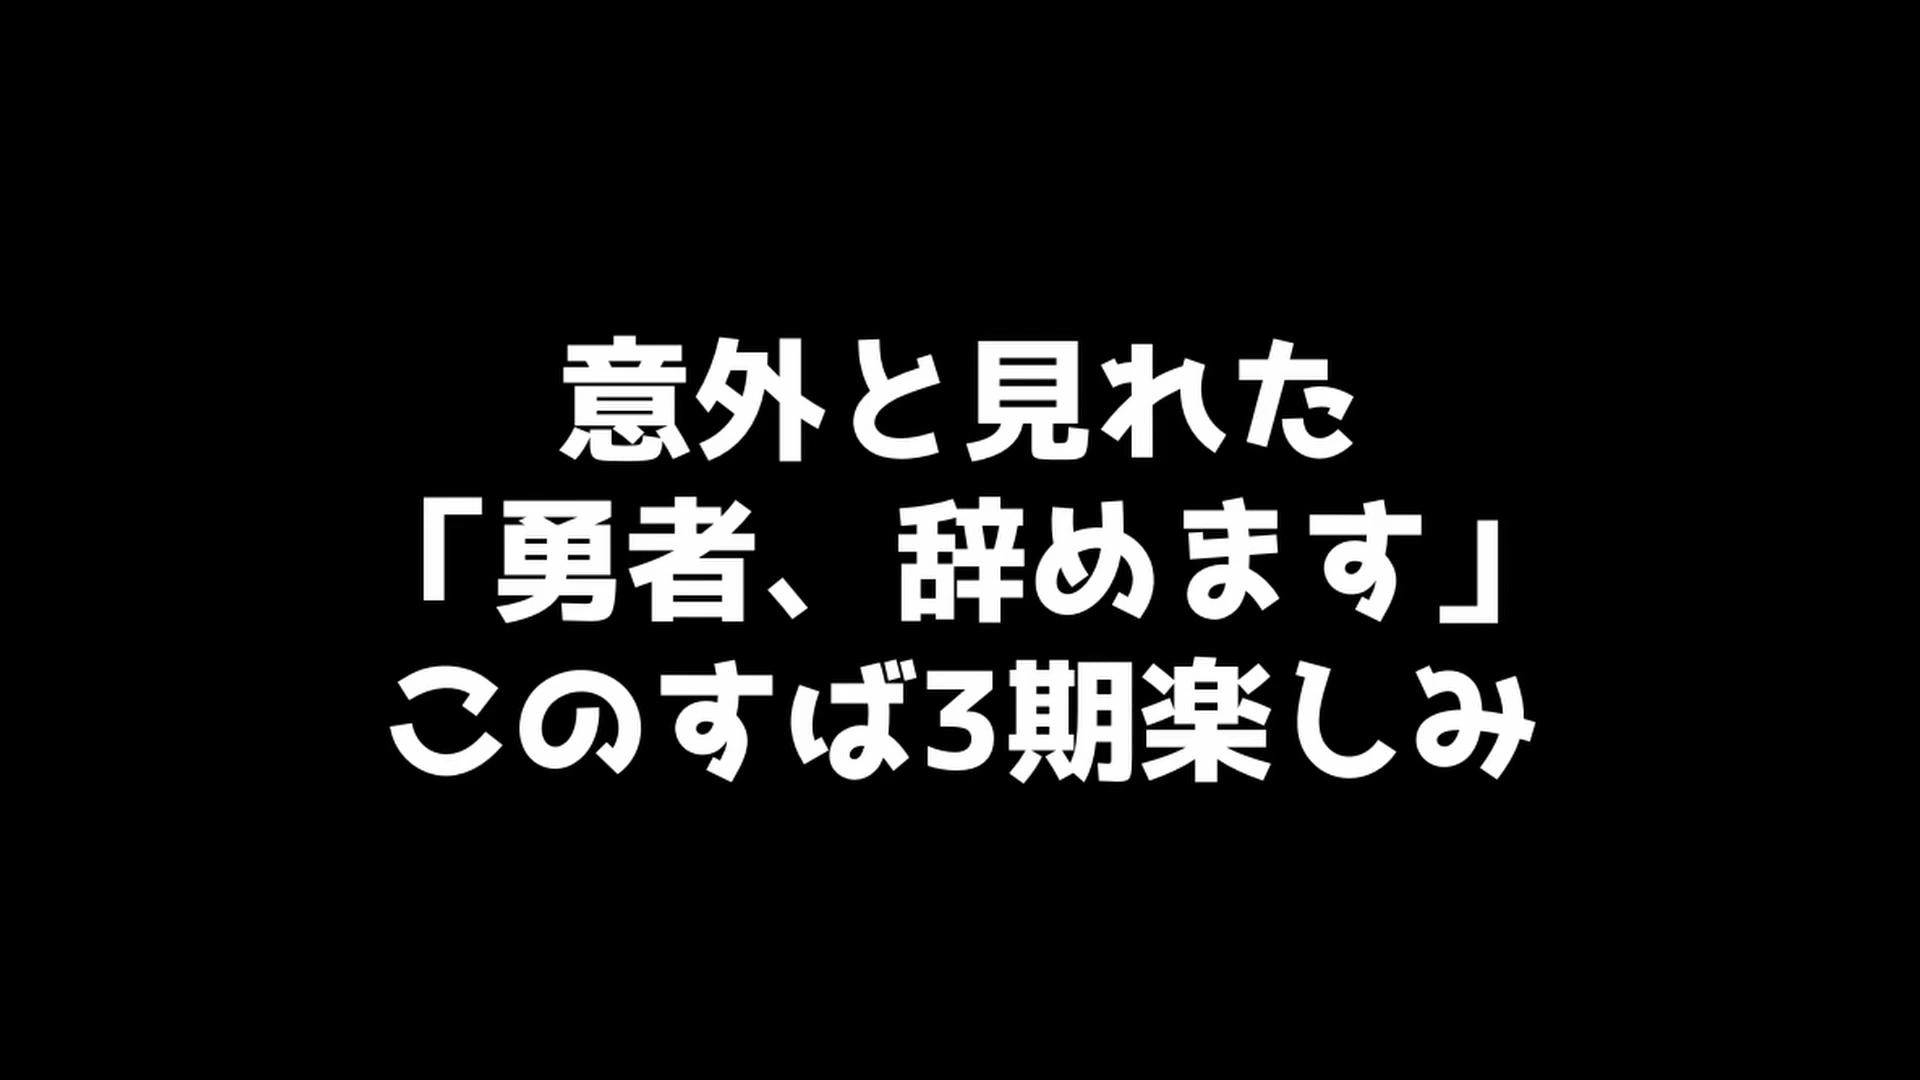 意外と見れた
「勇者、辞めます」
このすば3期楽しみ